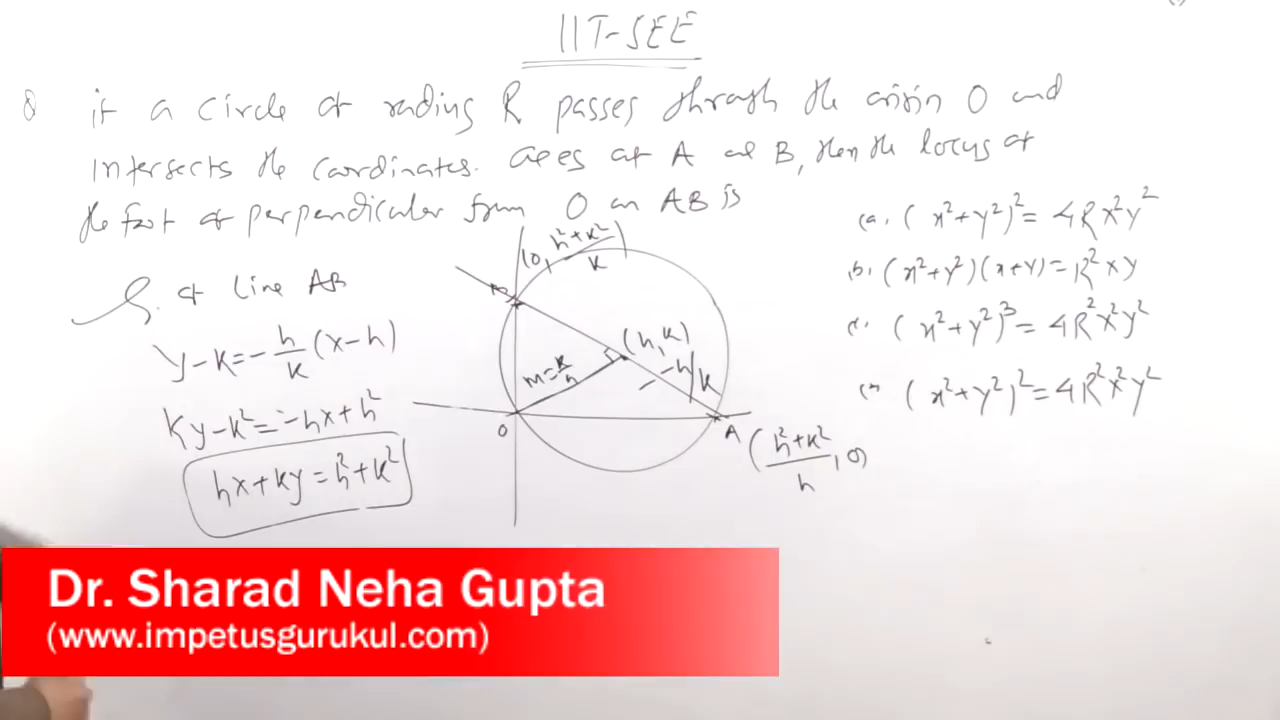 IIT-JEE
Q if a circle of radius R passes through the origin O and
intersects the coordinates. axes at A and B, then the locus of
the foot of perpendicular from O on AB is
(a). (x²+y²)² = 4Rx²y²
(b). (x²+y²)(x+y) = R²xy
(c). (x²+y²)³ = 4R²x²y²
(x²+y²)² = 4R²x²y²
of line AB
y-k = -h/k (x-h)
Ky-k² = -hx+h²
hx+ky = h²+k²
(0, h²+k²/k)
B
(h,k)
m=k/h
-h/k
O
A
(h²+k²/h, 0)
Dr. Sharad Neha Gupta
(www.impetusgurukul.com)